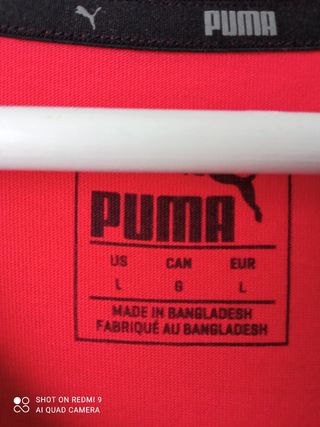 PUMA
PUMA
US CAN EUR
L G L
MADE IN BANGLADESH
FABRIQUÉ AU BANGLADESH
SHOT ON REDMI 9
AI QUAD CAMERA